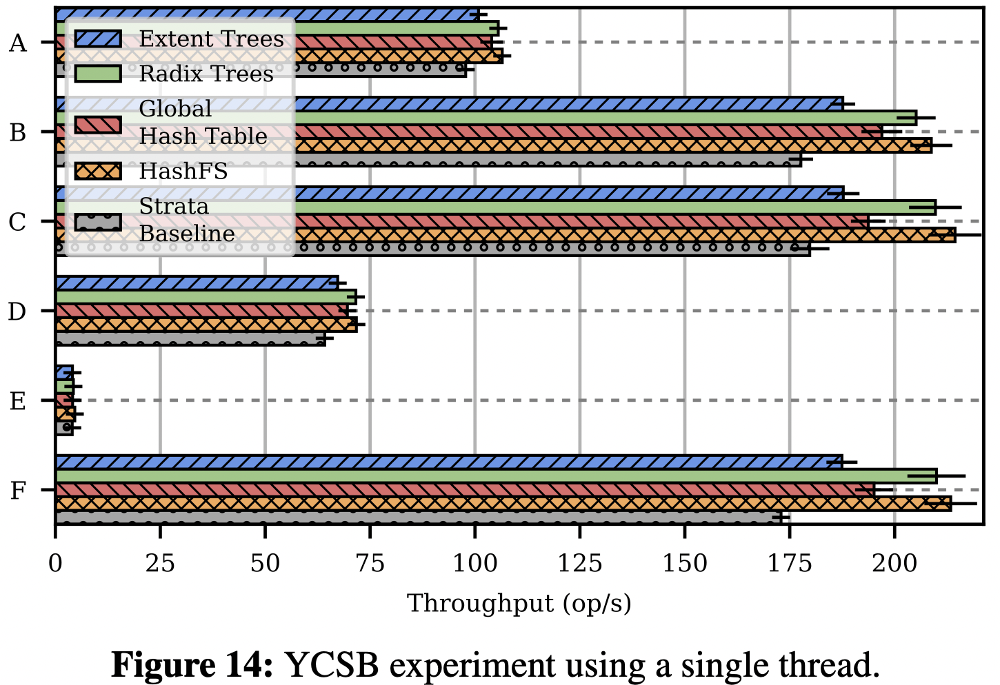 A
B
C
D
E
F
Extent Trees
Radix Trees
Global
Hash Table
HashFS
Strata
Baseline
0 25 50 75 100 125 150 175 200
Throughput (op/s)
Figure 14: YCSB experiment using a single thread.